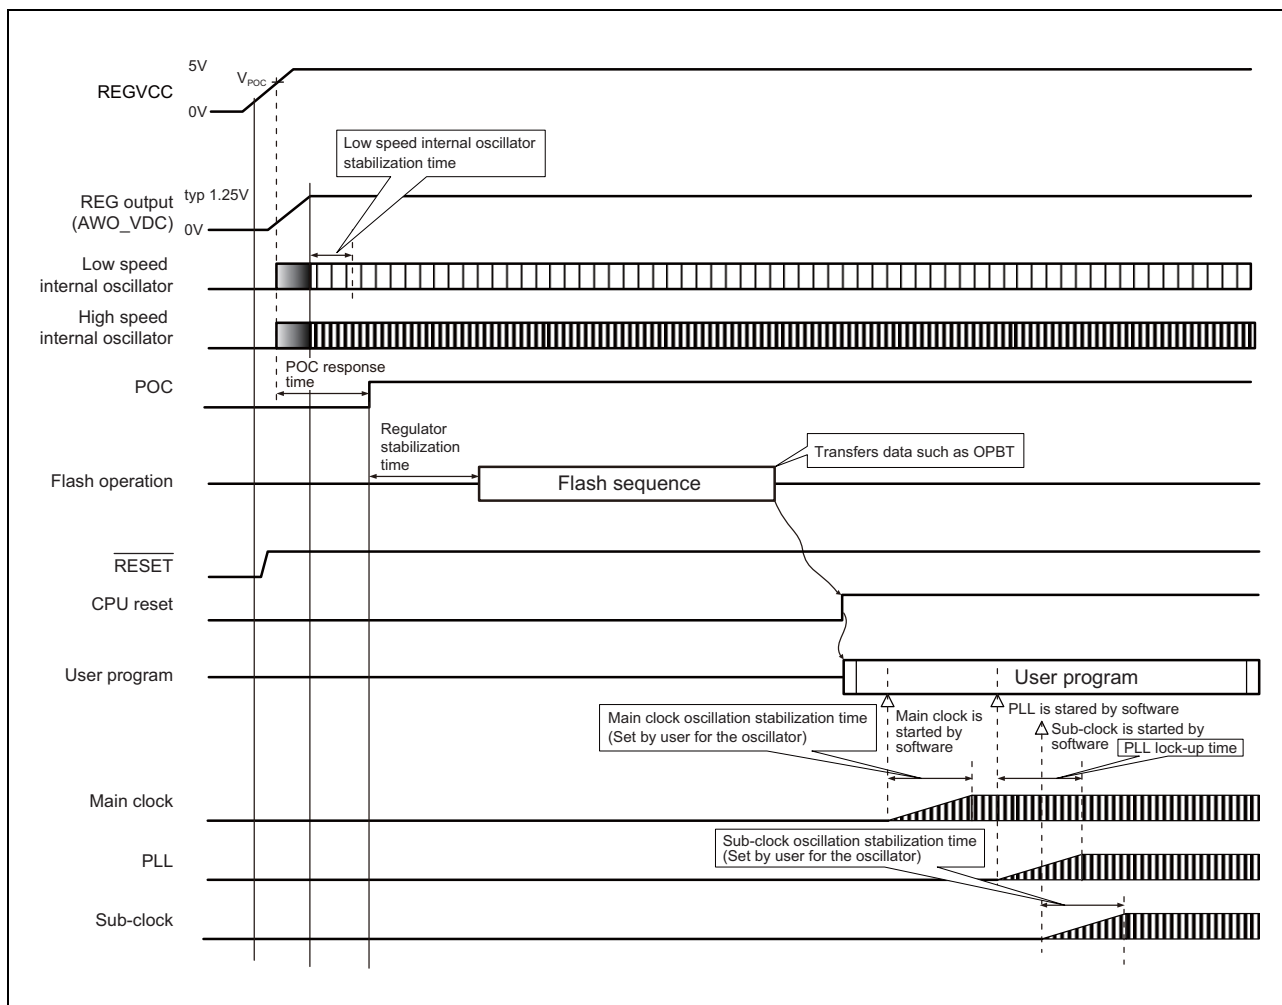 5V
V_POC
REGVCC
0V
Low speed internal oscillator
stabilization time
typ 1.25V
REG output
(AWO_VDC)
0V
Low speed
internal oscillator
High speed
internal oscillator
POC response
time
POC
Regulator
stabilization
time
Transfers data such as OPBT
Flash operation
Flash sequence
RESET
CPU reset
User program
User program
Main clock oscillation stabilization time
(Set by user for the oscillator)
Main clock is
started by
software
PLL is stared by software
Sub-clock is started by
software
PLL lock-up time
Main clock
Sub-clock oscillation stabilization time
(Set by user for the oscillator)
PLL
Sub-clock